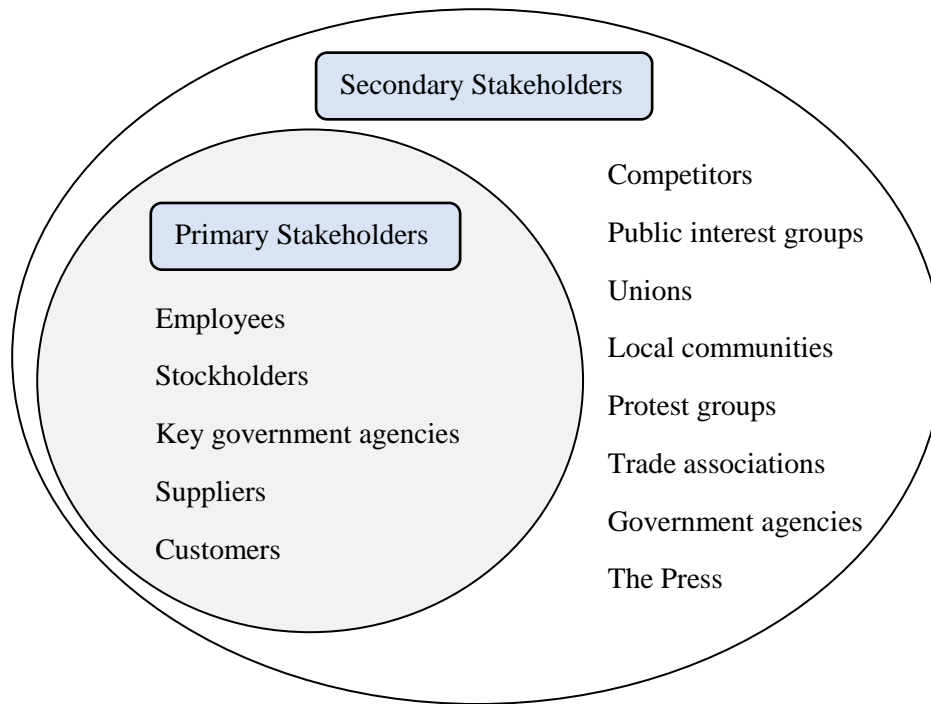 Secondary Stakeholders
Primary Stakeholders
Employees
Stockholders
Key government agencies
Suppliers
Customers
Competitors
Public interest groups
Unions
Local communities
Protest groups
Trade associations
Government agencies
The Press